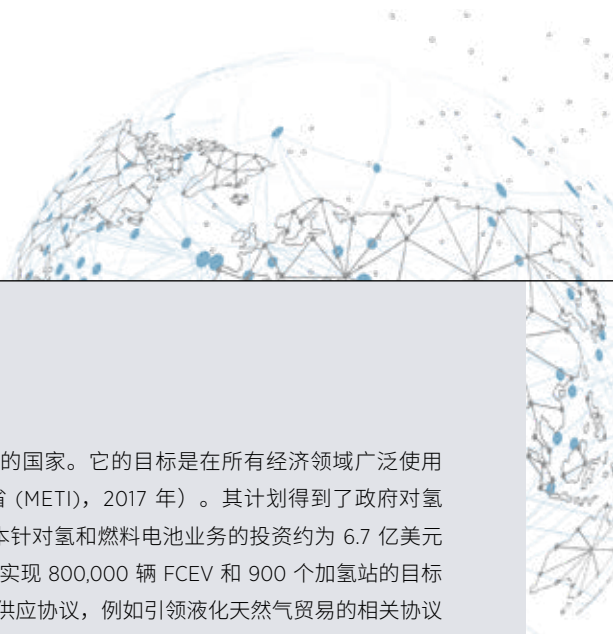 的国家。它的目标是在所有经济领域广泛使用
省 (METI)，2017 年）。其计划得到了政府对氢
本针对氢和燃料电池业务的投资约为 6.7 亿美元
实现 800,000 辆 FCEV 和 900 个加氢站的目标
供应协议，例如引领液化天然气贸易的相关协议